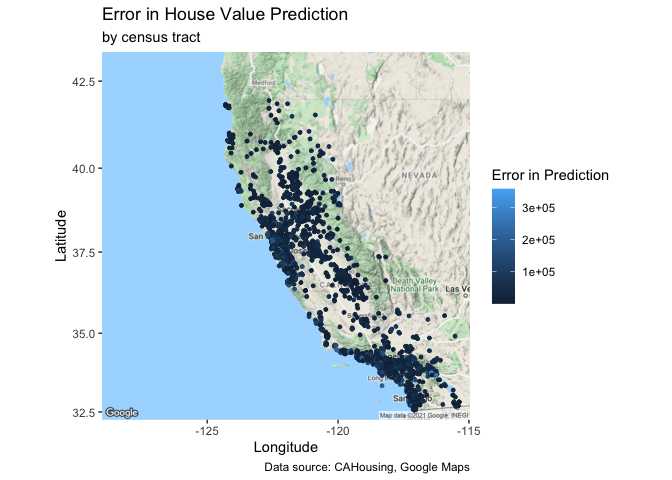 Error in House Value Prediction
by census tract
42.5
40.0
37.5
35.0
32.5
Latitude
Medford
Reno
NEVADA
San
CA
Death Valley
National Park
Las Ve
Long
San
Google
Map data ©2021 Google, INEGI
-125
-120
-115
Longitude
Data source: CAHousing, Google Maps
Error in Prediction
3e+05
2e+05
1e+05